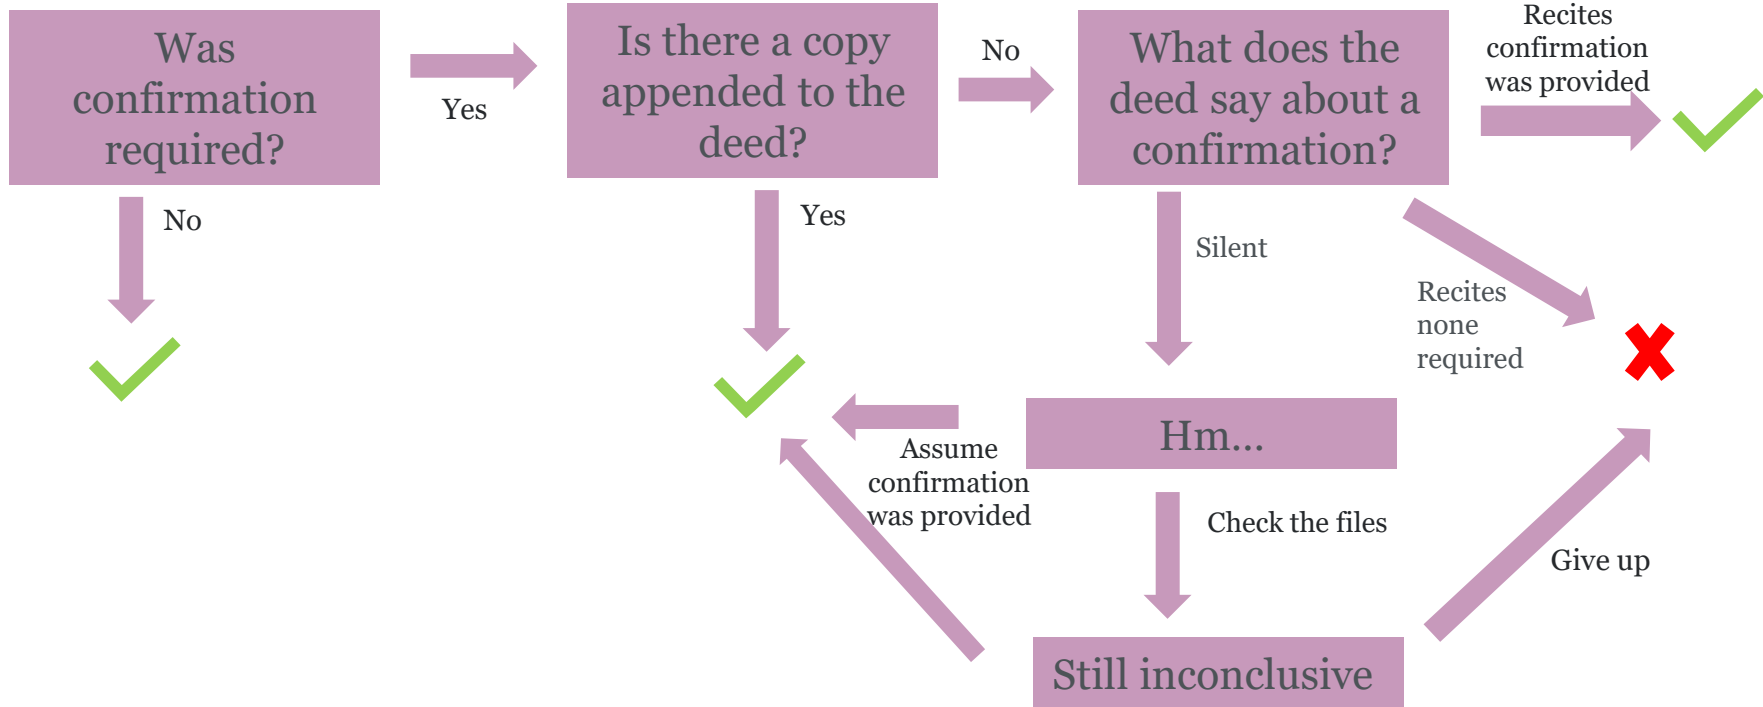 Was
confirmation
required?
Yes
No
Is there a copy
appended to the
deed?
No
Yes
What does the
deed say about a
confirmation?
Recites
confirmation
was provided
Silent
Recites
none
required
Hm...
Assume
confirmation
was provided
Check the files
Give up
Still inconclusive